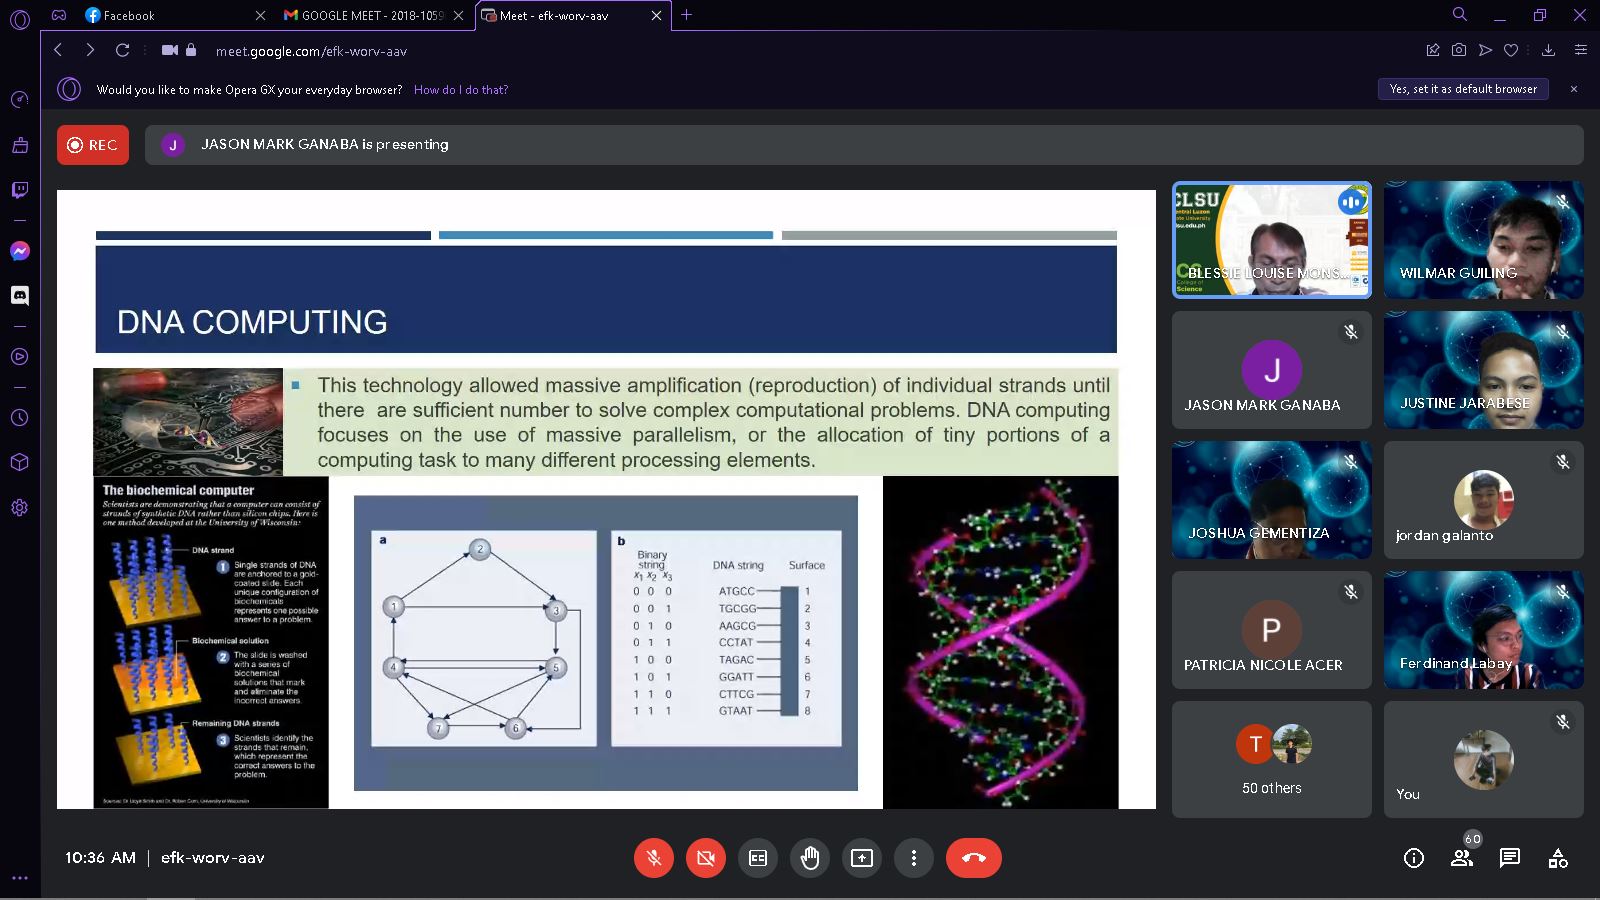 Facebook
GOOGLE MEET - 2018-1059
Meet - efk-worv-aav
meet.google.com/efk-worv-aav
Would you like to make Opera GX your everyday browser? How do I do that?
Yes, set it as default browser
REC
J
JASON MARK GANABA is presenting
DNA COMPUTING
This technology allowed massive amplification (reproduction) of individual strands until
there are sufficient number to solve complex computational problems. DNA computing
focuses on the use of massive parallelism, or the allocation of tiny portions of a
computing task to many different processing elements.
The biochemical computer
Scientists are demonstrating that a computer can consist of
strands of synthetic DNA rather than silicon chips. Here is
one method developed at the University of Wisconsin:
DNA strand
1 Single strands of DNA
are anchored to a gold-
coated slide. Each
unique configuration of
biochemicals
represents one possible
answer to a problem.
Biochemical solution
2 The slide is washed
with a series of
biochemical
solutions that mark
and eliminate the
incorrect answers.
Remaining DNA strands
3 Scientists identify the
strands that remain,
which represent the
correct answers to the
problem.
Sources: Dr. Lloyd Smith and Dr. Robert Corn, University of Wisconsin
a
2
1
3
4
5
7
6
b
Binary
string
x1 x2 x3
DNA string
Surface
0 0 0 ATGCC 1
0 0 1 TGCGG 2
0 1 0 AAGCG 3
0 1 1 CCTAT 4
1 0 0 TAGAC 5
1 0 1 GGATT 6
1 1 0 CTTCG 7
1 1 1 GTAAT 8
CLSU
BLESSIE LOUISE MONS...
WILMAR GUILING
J
JASON MARK GANABA
JUSTINE JARABESE
JOSHUA GEMENTIZA
jordan galanto
P
PATRICIA NICOLE ACER
Ferdinand Labay
T
50 others
You
10:36 AM | efk-worv-aav
60